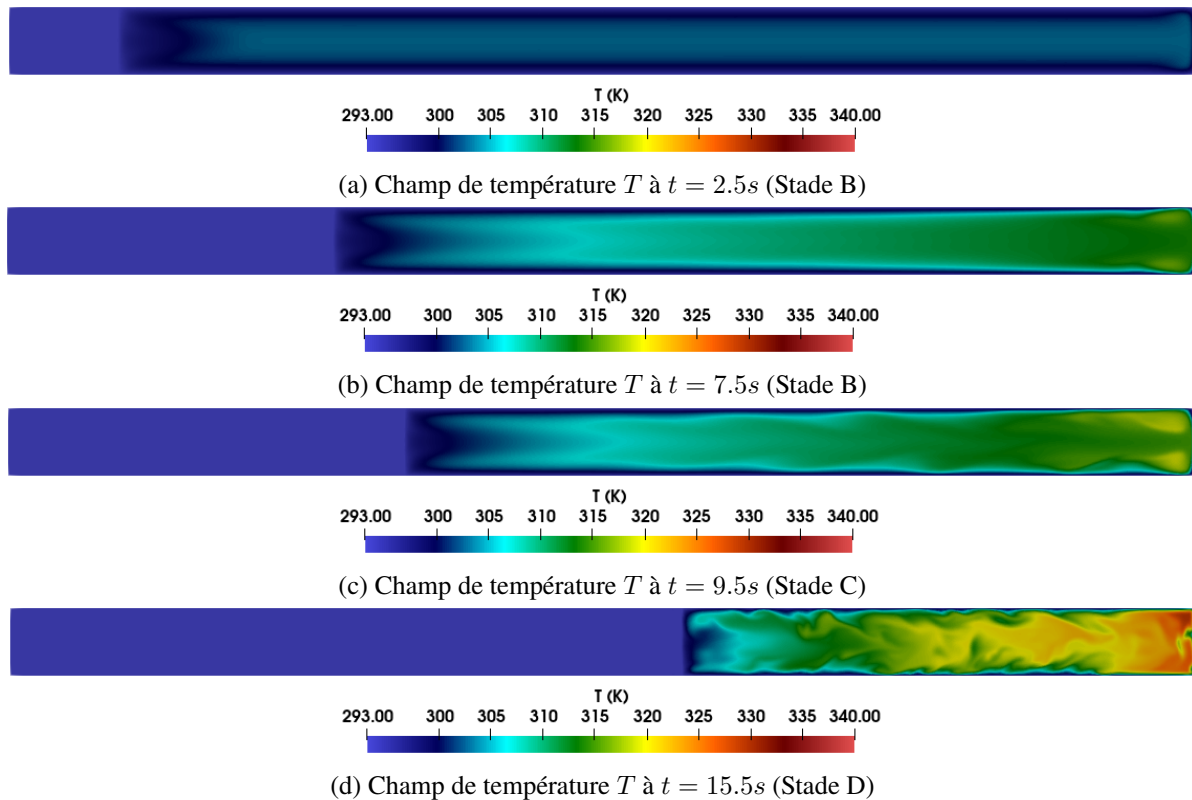 T (K)
293.00 300 305 310 315 320 325 330 335 340.00
(a) Champ de température T à t = 2.5s (Stade B)
T (K)
293.00 300 305 310 315 320 325 330 335 340.00
(b) Champ de température T à t = 7.5s (Stade B)
T (K)
293.00 300 305 310 315 320 325 330 335 340.00
(c) Champ de température T à t = 9.5s (Stade C)
T (K)
293.00 300 305 310 315 320 325 330 335 340.00
(d) Champ de température T à t = 15.5s (Stade D)